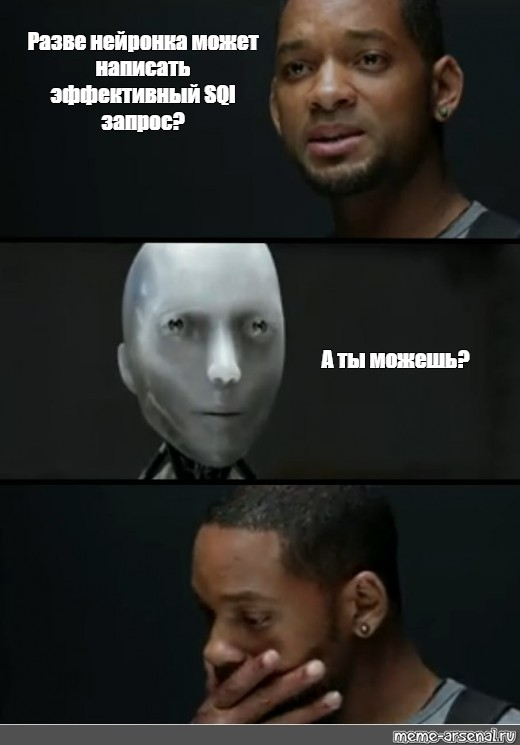 Разве нейронка может
написать
эффективный SQl
запрос?
А ты можешь?
meme-arsenal.ru